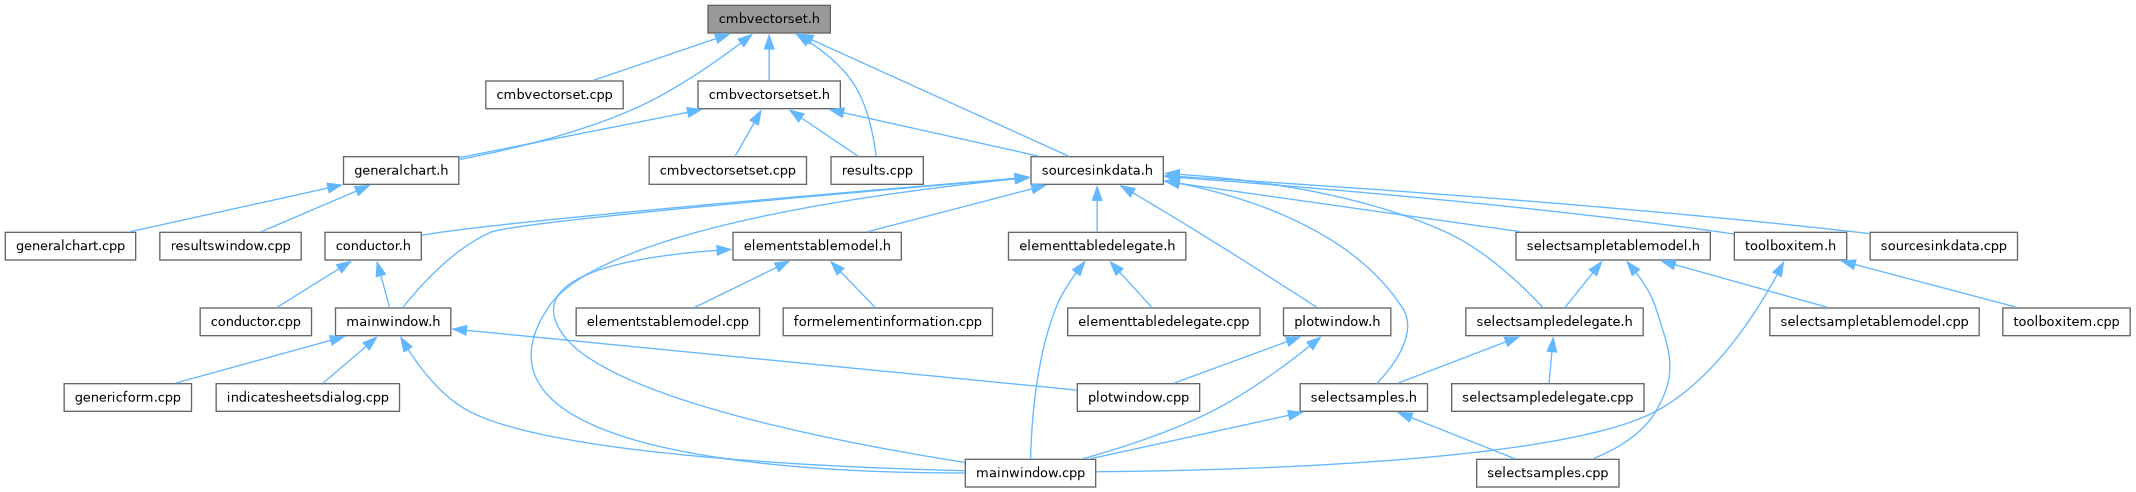 cmbvectorset.h
cmbvectorset.cpp
cmbvectorsetset.h
generalchart.h
cmbvectorsetset.cpp
results.cpp
sourcesinkdata.h
generalchart.cpp
resultswindow.cpp
conductor.h
elementstablemodel.h
elementtabledelegate.h
selectsampletablemodel.h
toolboxitem.h
sourcesinkdata.cpp
conductor.cpp
mainwindow.h
elementstablemodel.cpp
formelementinformation.cpp
elementtabledelegate.cpp
plotwindow.h
selectsampledelegate.h
selectsampletablemodel.cpp
toolboxitem.cpp
genericform.cpp
indicatesheetsdialog.cpp
plotwindow.cpp
selectsamples.h
selectsampledelegate.cpp
mainwindow.cpp
selectsamples.cpp